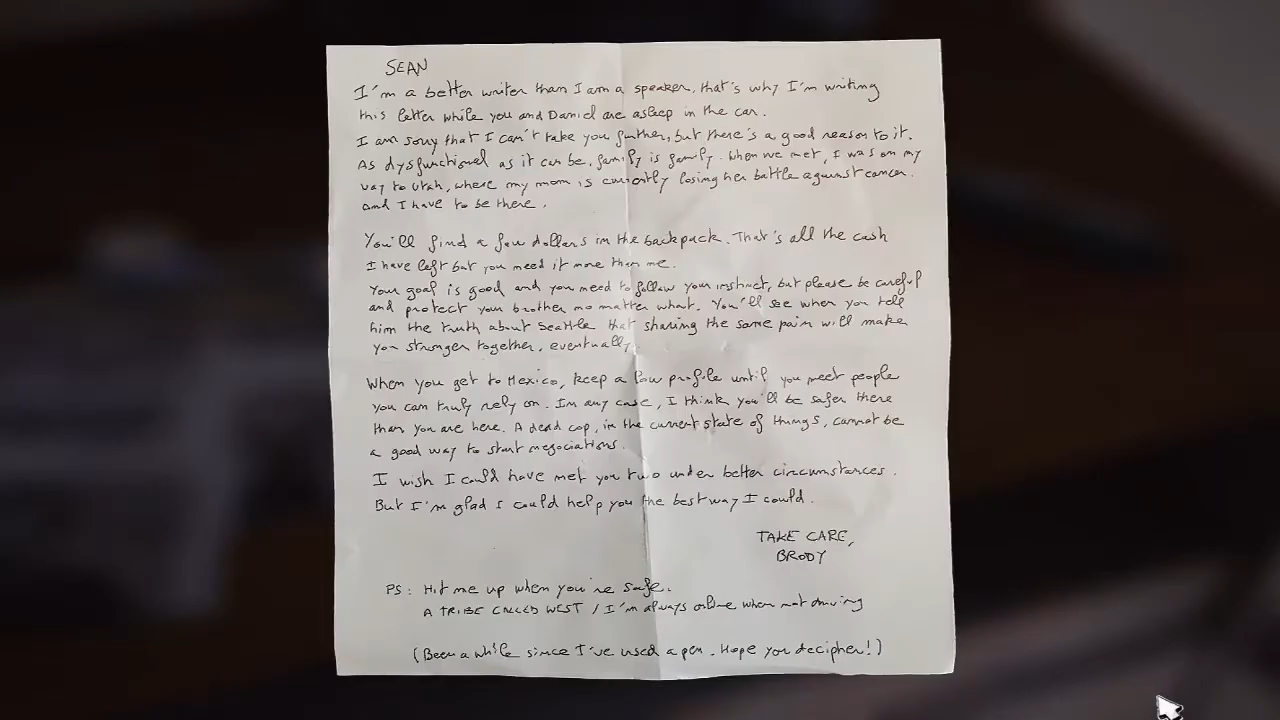 SEAN
I'm a better writer than I am a speaker, that's why I'm writing
this letter while you and Daniel are asleep in the car.
I am sorry that I can't take you further, but there's a good reason to it.
As dysfunctional as it can be, family is family. When we met, I was on my
way to Utah, where my mom is currently losing her battle against cancer.
and I have to be there.
You'll find a few dollars in the backpack. That's all the cash
I have left but you need it more than me.
Your goal is good and you need to follow your instinct, but please be careful
and protect your brother no matter what. You'll see when you tell
him the truth about Seattle that sharing the same pain will make
you stronger together, eventually.
When you get to Mexico, keep a low profile until you meet people
you can truly rely on. In any case, I think you'll be safer there
than you are here. A dead cop, in the current state of things, cannot be
a good way to start negociations.
I wish I could have met you two under better circumstances.
But I'm glad I could help you the best way I could.
TAKE CARE,
BRODY
PS: Hit me up when you're safe.
A TRIBE CALLED WEST / I'm always online when not driving
(Been a while since I've used a pen. Hope you decipher!)